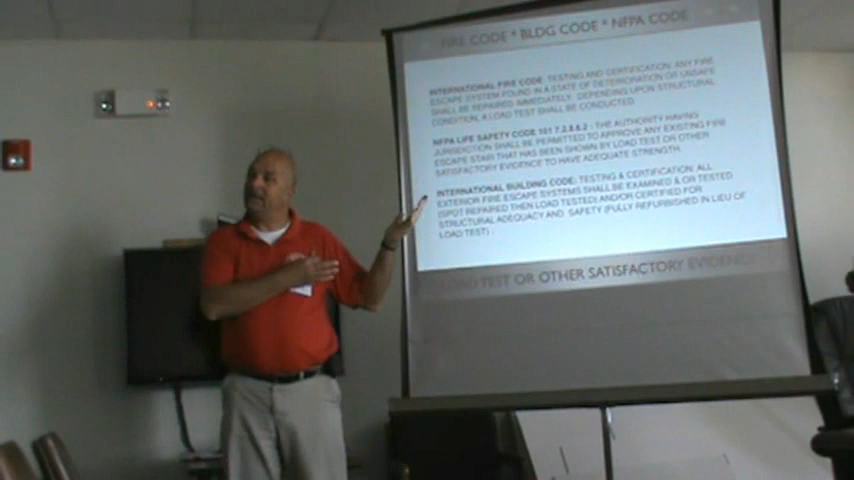 FIRE CODE * BLDG CODE * NFPA CODE
INTERNATIONAL FIRE CODE: TESTING AND CERTIFICATION: ANY FIRE
ESCAPE SYSTEM FOUND IN A STATE OF DETERIORATION OR UNSAFE
SHALL BE REPAIRED IMMEDIATELY. DEPENDING UPON STRUCTURAL
CONDITION, A LOAD TEST SHALL BE CONDUCTED.
NFPA LIFE SAFETY CODE 101 7.2.8.6.2 - THE AUTHORITY HAVING
JURISDICTION SHALL BE PERMITTED TO APPROVE ANY EXISTING FIRE
ESCAPE STAIR THAT HAS BEEN SHOWN BY LOAD TEST OR OTHER
SATISFACTORY EVIDENCE TO HAVE ADEQUATE STRENGTH.
INTERNATIONAL BUILDING CODE: TESTING & CERTIFICATION: ALL
EXTERIOR FIRE ESCAPE SYSTEMS SHALL BE EXAMINED & OR TESTED
(SPOT REPAIRED THEN LOAD TESTED) AND/OR CERTIFIED FOR
STRUCTURAL ADEQUACY AND SAFETY (FULLY REFURBISHED IN LIEU OF
LOAD TEST) .
LOAD TEST OR OTHER SATISFACTORY EVIDENCE